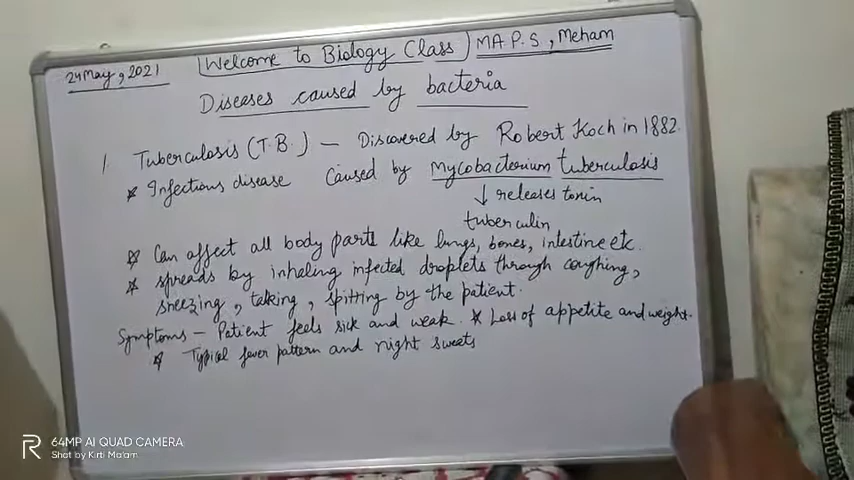 24 May, 2021 Welcome to Biology Class MA.P.S, Meham
Diseases caused by bacteria
1 Tuberculosis (T.B.) – Discovered by Robert Koch in 1882.
* Infectious disease Caused by Mycobacterium tuberculosis
↓ releases toxin
tuberculin
* Can affect all body parts like lungs, bones, intestine etc.
* spreads by inhaling infected droplets through coughing,
sneezing, talking, spitting by the patient.
Symptoms – Patient feels sick and weak. * Loss of appetite and weight.
* Typical fever pattern and night sweats
64MP AI QUAD CAMERA
Shot by Kirti Ma'am